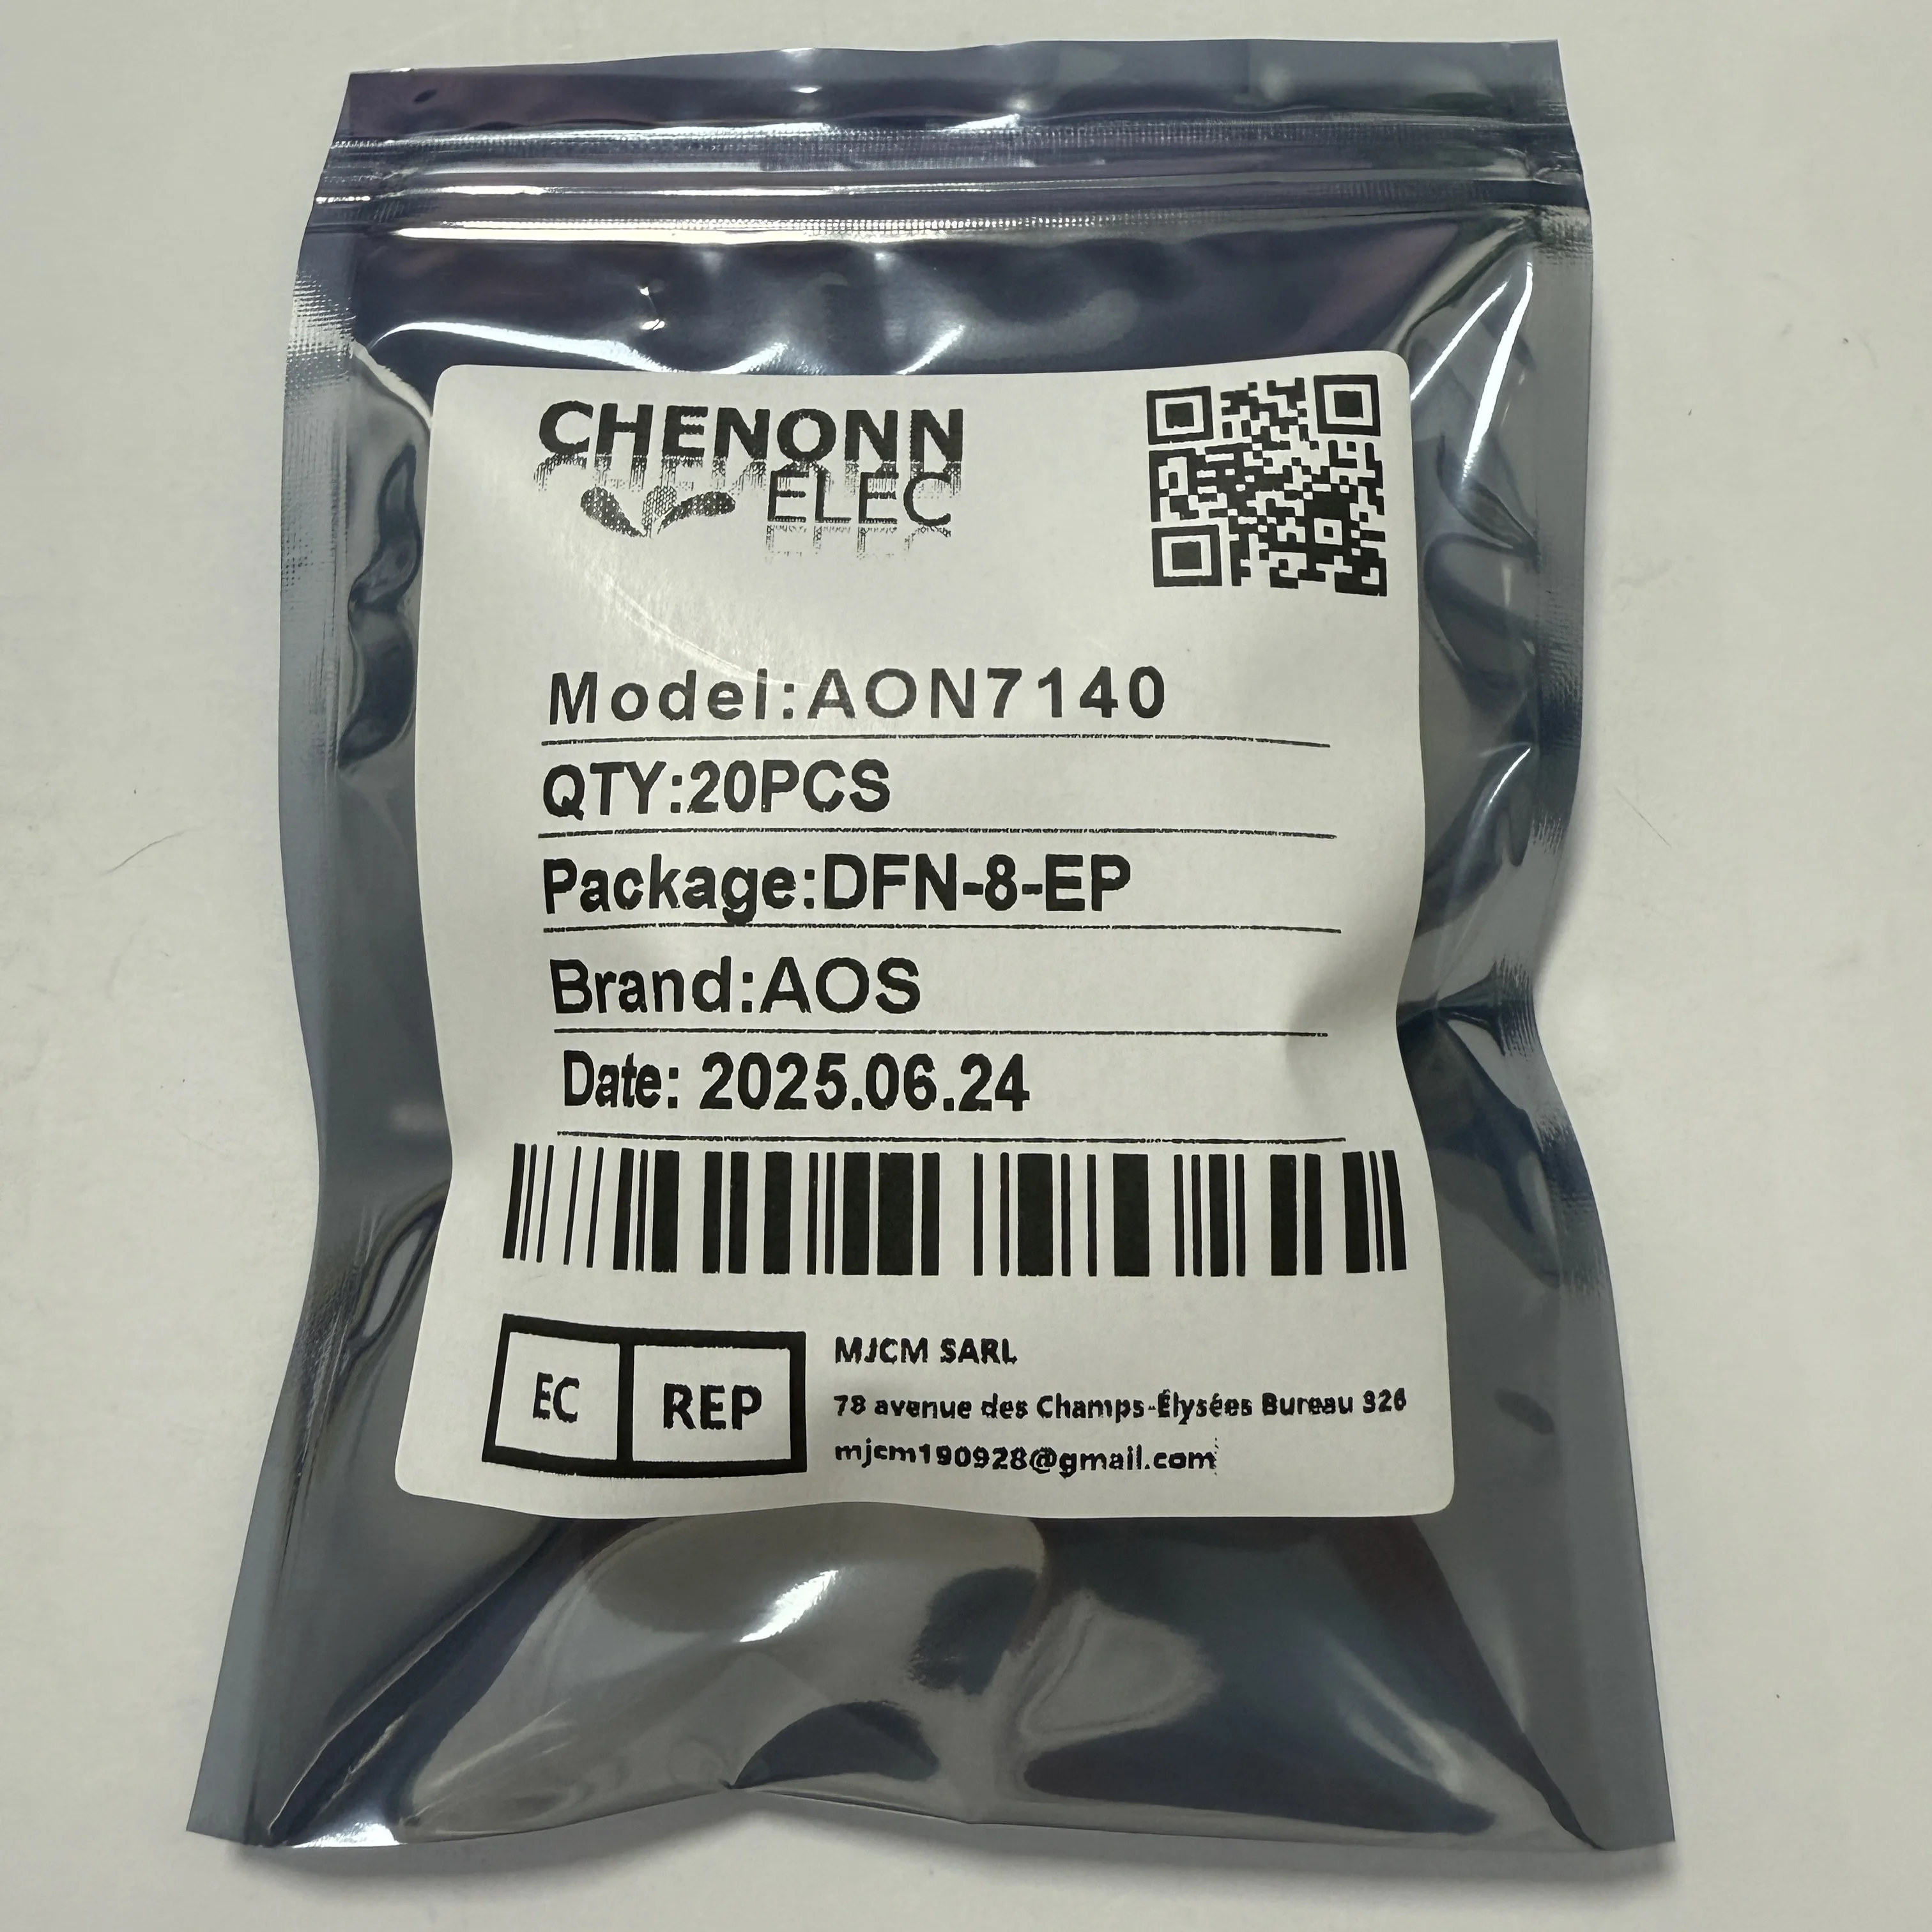 CHENONN
ELEC
Model:AON7140
QTY:20PCS
Package:DFN-8-EP
Brand:AOS
Date: 2025.06.24
EC REP
MJCM SARL
78 avenue des Champs-Élysées Bureau 326
mjcm190928@gmail.com